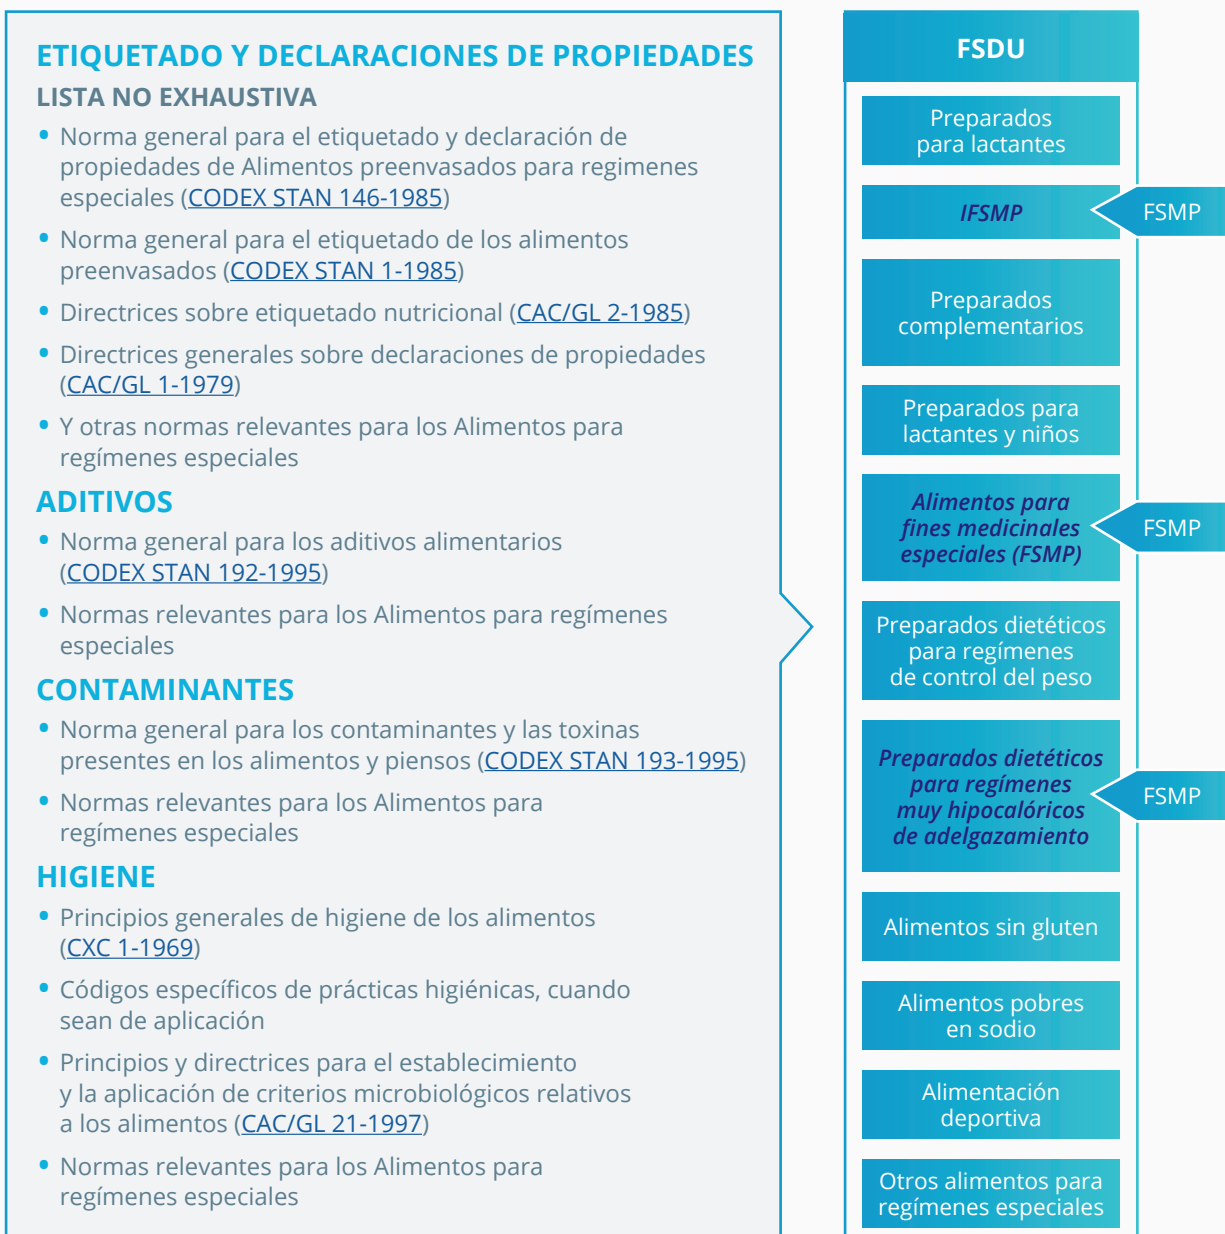 ETIQUETADO Y DECLARACIONES DE PROPIEDADES
LISTA NO EXHAUSTIVA
• Norma general para el etiquetado y declaración de
propiedades de Alimentos preenvasados para regimenes
especiales (CODEX STAN 146-1985)
• Norma general para el etiquetado de los alimentos
preenvasados (CODEX STAN 1-1985)
• Directrices sobre etiquetado nutricional (CAC/GL 2-1985)
• Directrices generales sobre declaraciones de propiedades
(CAC/GL 1-1979)
• Y otras normas relevantes para los Alimentos para
regímenes especiales
ADITIVOS
• Norma general para los aditivos alimentarios
(CODEX STAN 192-1995)
• Normas relevantes para los Alimentos para regímenes
especiales
CONTAMINANTES
• Norma general para los contaminantes y las toxinas
presentes en los alimentos y piensos (CODEX STAN 193-1995)
• Normas relevantes para los Alimentos para
regímenes especiales
HIGIENE
• Principios generales de higiene de los alimentos
(CXC 1-1969)
• Códigos específicos de prácticas higiénicas, cuando
sean de aplicación
• Principios y directrices para el establecimiento
y la aplicación de criterios microbiológicos relativos
a los alimentos (CAC/GL 21-1997)
• Normas relevantes para los Alimentos para
regímenes especiales
FSDU
Preparados
para lactantes
IFSMP
FSMP
Preparados
complementarios
Preparados para
lactantes y niños
Alimentos para
fines medicinales
especiales (FSMP)
FSMP
Preparados dietéticos
para regímenes
de control del peso
Preparados dietéticos
para regímenes
muy hipocalóricos
de adelgazamiento
FSMP
Alimentos sin gluten
Alimentos pobres
en sodio
Alimentación
deportiva
Otros alimentos para
regímenes especiales